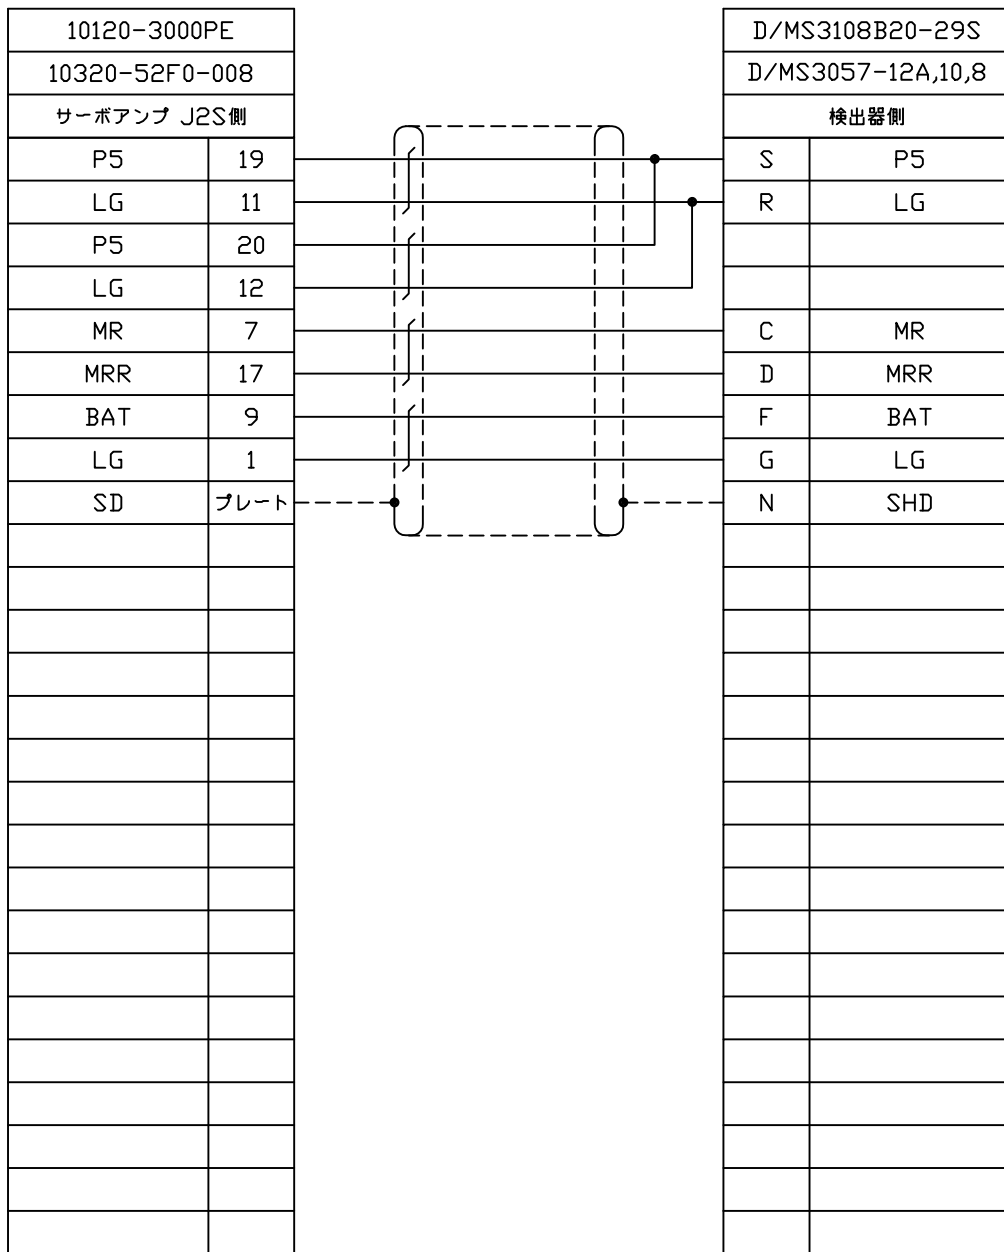 10120-3000PE
10320-52F0-008
サーボアンプ J2S側
P5 19
LG 11
P5 20
LG 12
MR 7
MRR 17
BAT 9
LG 1
SD プレート
D/MS3108B20-29S
D/MS3057-12A,10,8
検出器側
S P5
R LG
C MR
D MRR
F BAT
G LG
N SHD